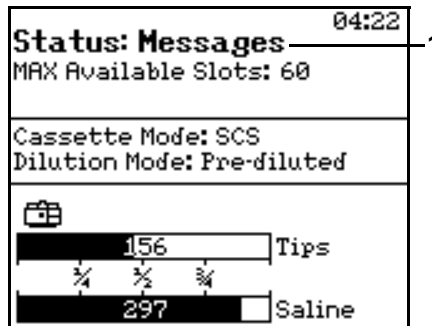 04:22
Status: Messages
MAX Available Slots: 60
Cassette Mode: SCS
Dilution Mode: Pre-diluted
156 Tips
¼ ½ ¾
297 Saline